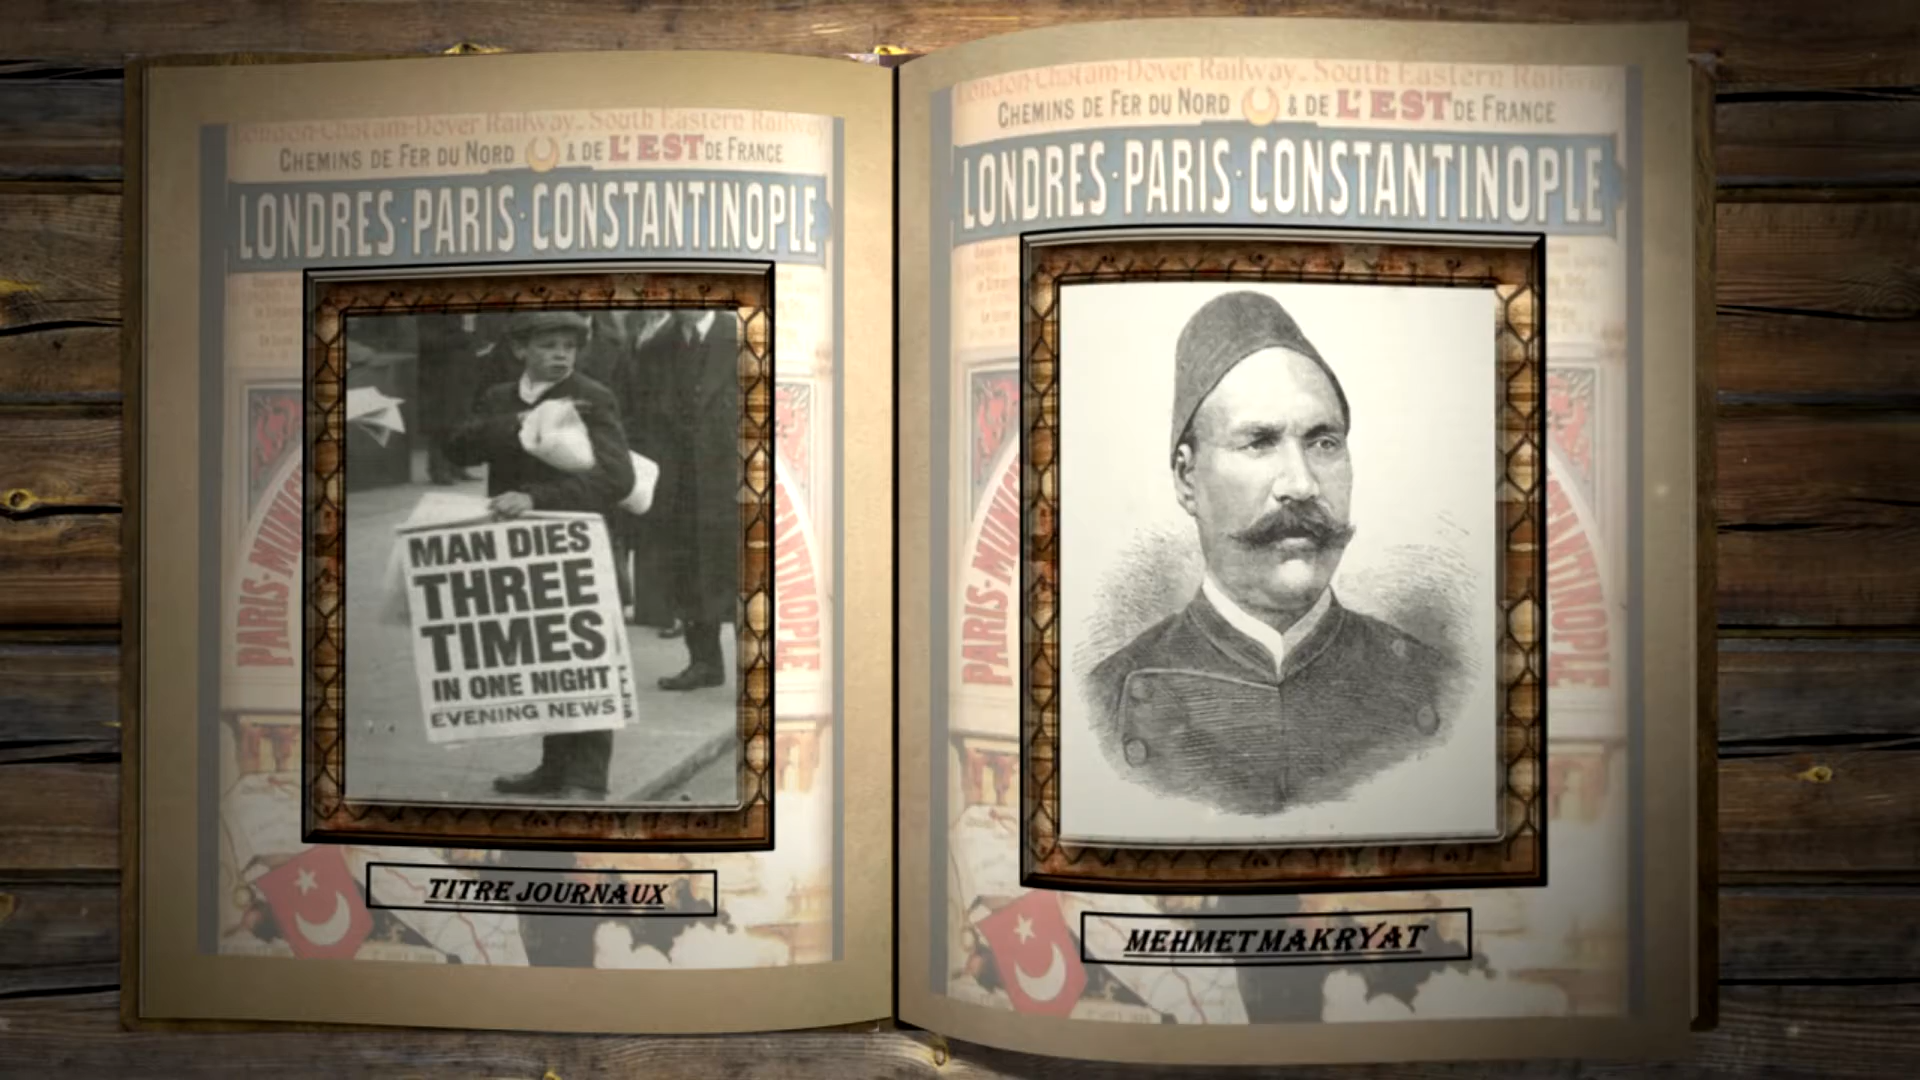 London-Chatam-Dover Railway. South Eastern Railway
CHEMINS DE FER DU NORD & DE L'EST DE FRANCE
LONDRES·PARIS·CONSTANTINOPLE
MAN DIES
THREE
TIMES
IN ONE NIGHT
EVENING NEWS
TITRE JOURNAUX
London-Chatam-Dover Railway. South Eastern Railway
CHEMINS DE FER DU NORD & DE L'EST DE FRANCE
LONDRES·PARIS·CONSTANTINOPLE
PARIS-MUNICH
MEHMET MAKRYAT